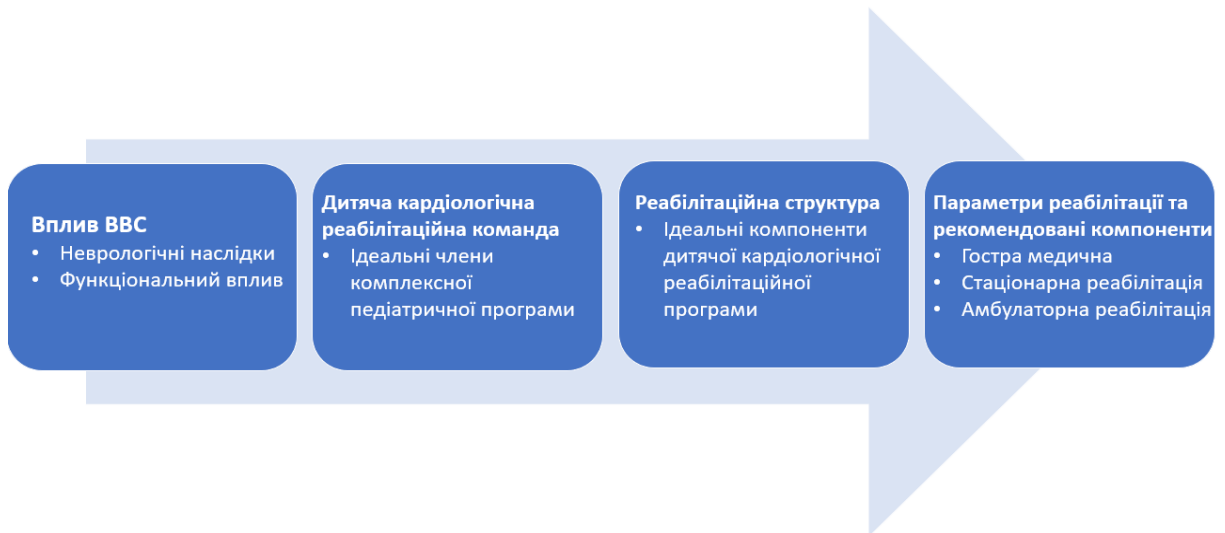 Вплив ВВС
• Неврологічні наслідки
• Функціональний вплив
Дитяча кардіологічна
реабілітаційна команда
• Ідеальні члени
комплексної
педіатричної програми
Реабілітаційна структура
• Ідеальні компоненти
дитячої кардіологічної
реабілітаційної
програми
Параметри реабілітації та
рекомендовані компоненти
• Гостра медична
• Стаціонарна реабілітація
• Амбулаторна реабілітація